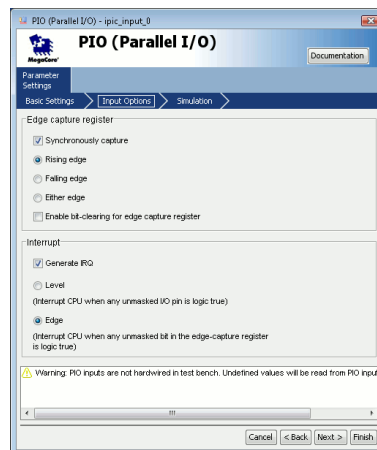 PIO (Parallel I/O) - ipic_input_0
MegaCore'
PIO (Parallel I/O)
Documentation
Parameter
Settings
Basic Settings > Input Options > Simulation >
Edge capture register
Synchronously capture
Rising edge
Falling edge
Either edge
Enable bit-clearing for edge capture register
Interrupt
Generate IRQ
Level
(Interrupt CPU when any unmasked I/O pin is logic true)
Edge
(Interrupt CPU when any unmasked bit in the edge-capture register
is logic true)
Warning: PIO inputs are not hardwired in test bench. Undefined values will be read from PIO input
Cancel < Back Next > Finish